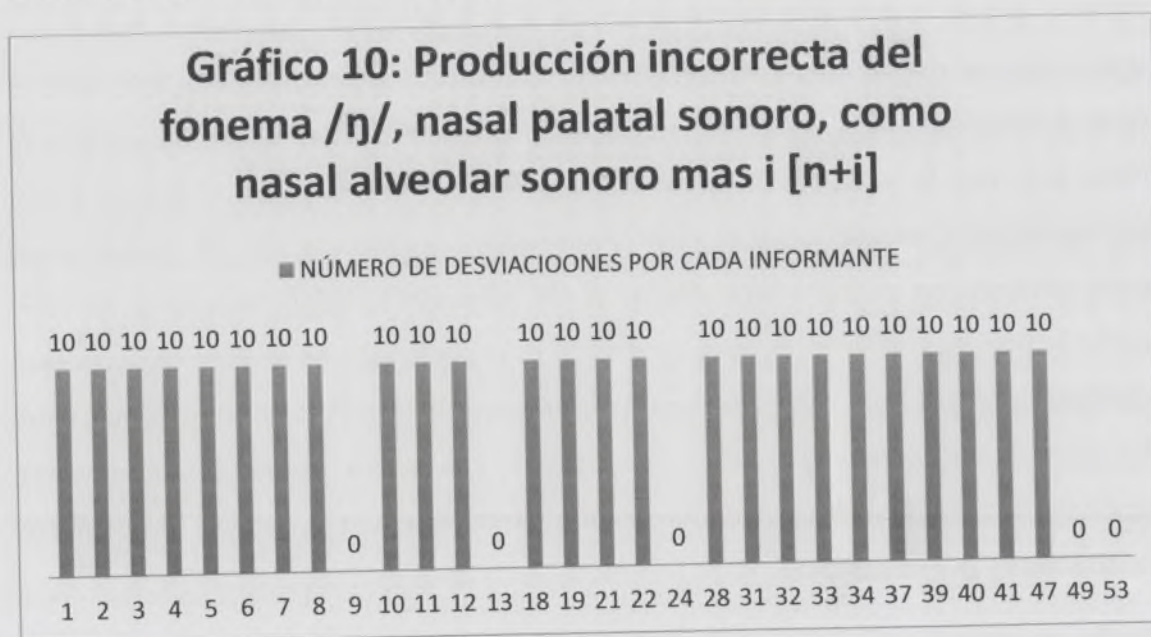 Gráfico 10: Producción incorrecta del
fonema /ŋ/, nasal palatal sonoro, como
nasal alveolar sonoro mas i [n+i]
NÚMERO DE DESVIACIOONES POR CADA INFORMANTE
10 10 10 10 10 10 10 10 0 10 10 10 0 10 10 10 10 0 10 10 10 10 10 10 10 10 10 10 0 0
1 2 3 4 5 6 7 8 9 10 11 12 13 18 19 21 22 24 28 31 32 33 34 37 39 40 41 47 49 53